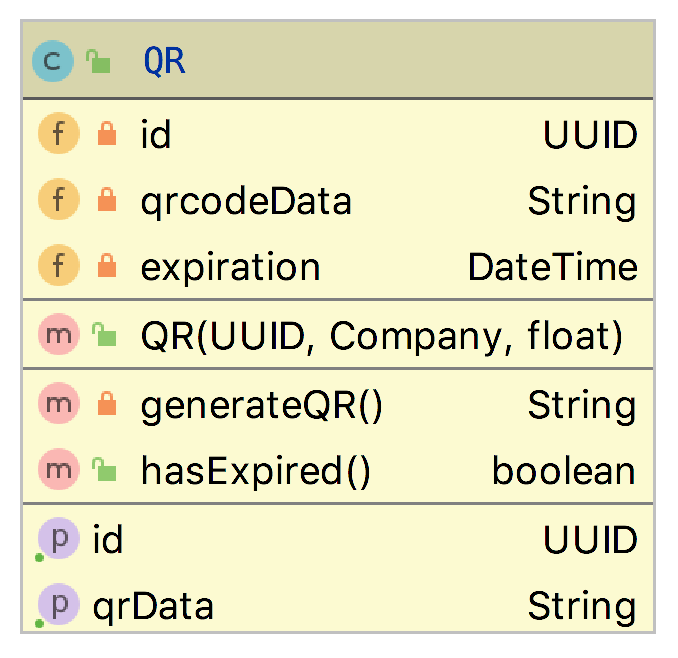 c QR
f id UUID
f qrcodeData String
f expiration DateTime
m QR(UUID, Company, float)
m generateQR() String
m hasExpired() boolean
p id UUID
p qrData String